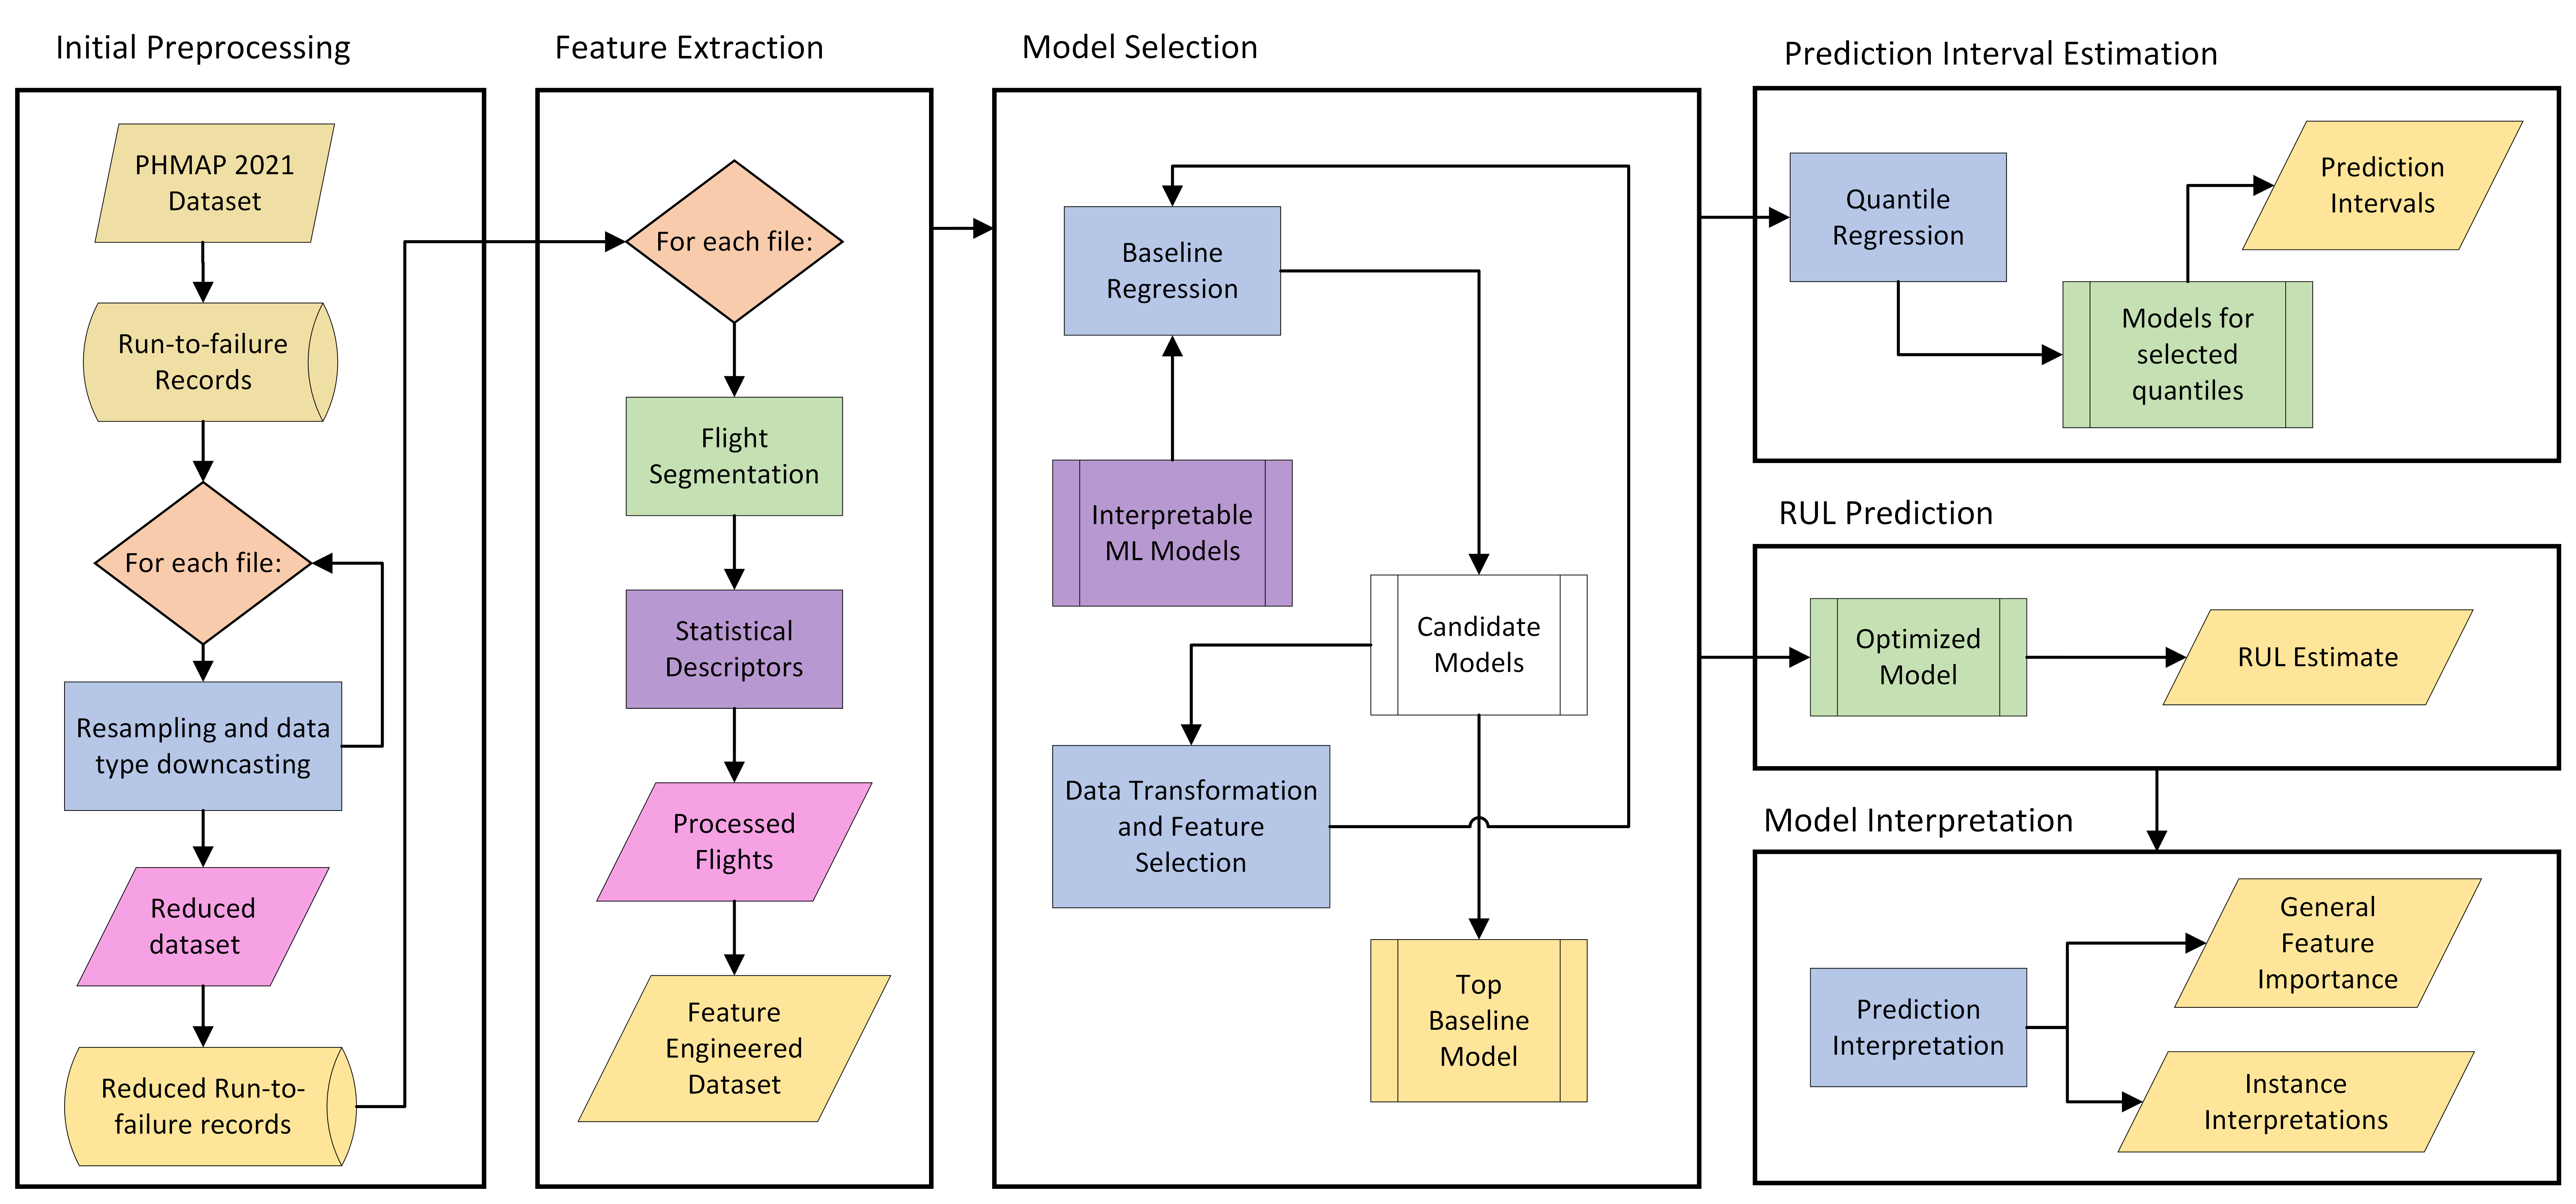 Initial Preprocessing
PHMAP 2021
Dataset
Run-to-failure
Records
For each file:
Resampling and data
type downcasting
Reduced
dataset
Reduced Run-to-
failure records
Feature Extraction
For each file:
Flight
Segmentation
Statistical
Descriptors
Processed
Flights
Feature
Engineered
Dataset
Model Selection
Baseline
Regression
Interpretable
ML Models
Candidate
Models
Data Transformation
and Feature
Selection
Top
Baseline
Model
Prediction Interval Estimation
Quantile
Regression
Models for
selected
quantiles
Prediction
Intervals
RUL Prediction
Optimized
Model
RUL Estimate
Model Interpretation
Prediction
Interpretation
General
Feature
Importance
Instance
Interpretations